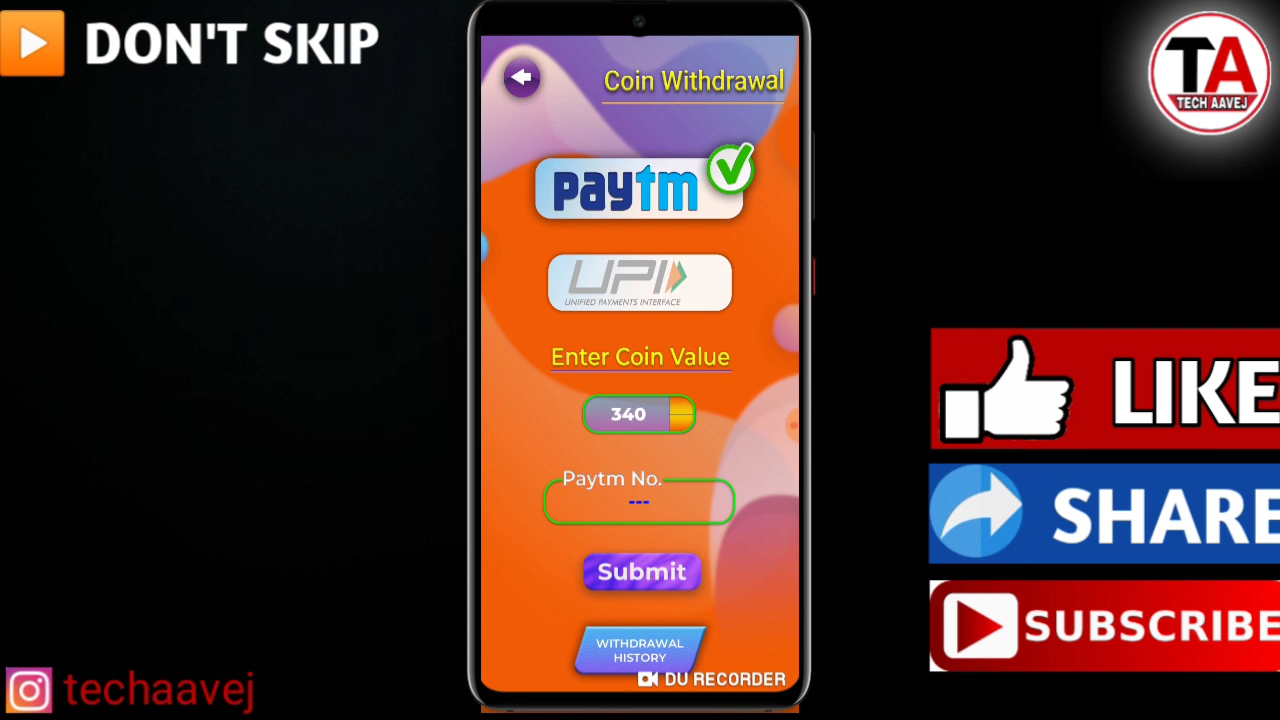 DON'T SKIP
TA
TECH AAVEJ
Coin Withdrawal
paytm
UPI
UNIFIED PAYMENTS INTERFACE
Enter Coin Value
340
Paytm No.
---
Submit
WITHDRAWAL
HISTORY
DU RECORDER
LIKE
SHARE
SUBSCRIBE
techaavej